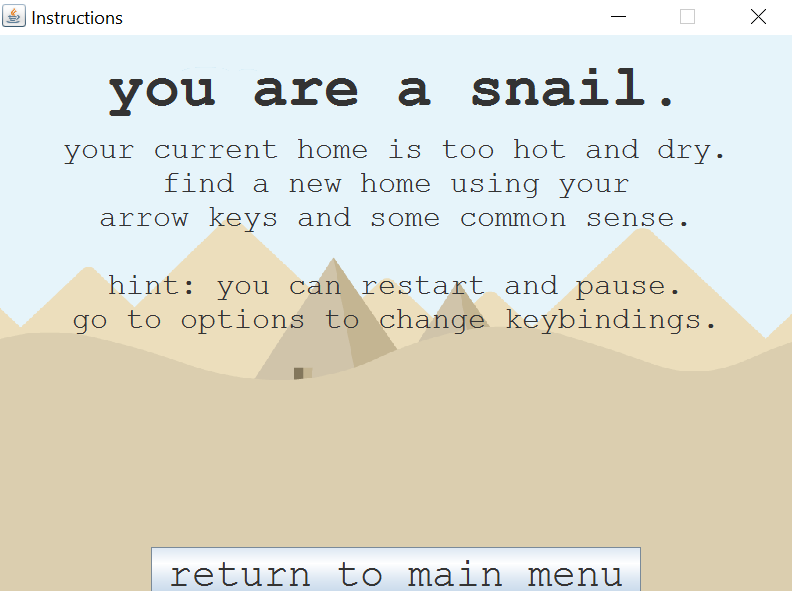 Instructions
you are a snail.
your current home is too hot and dry.
find a new home using your
arrow keys and some common sense.
hint: you can restart and pause.
go to options to change keybindings.
return to main menu